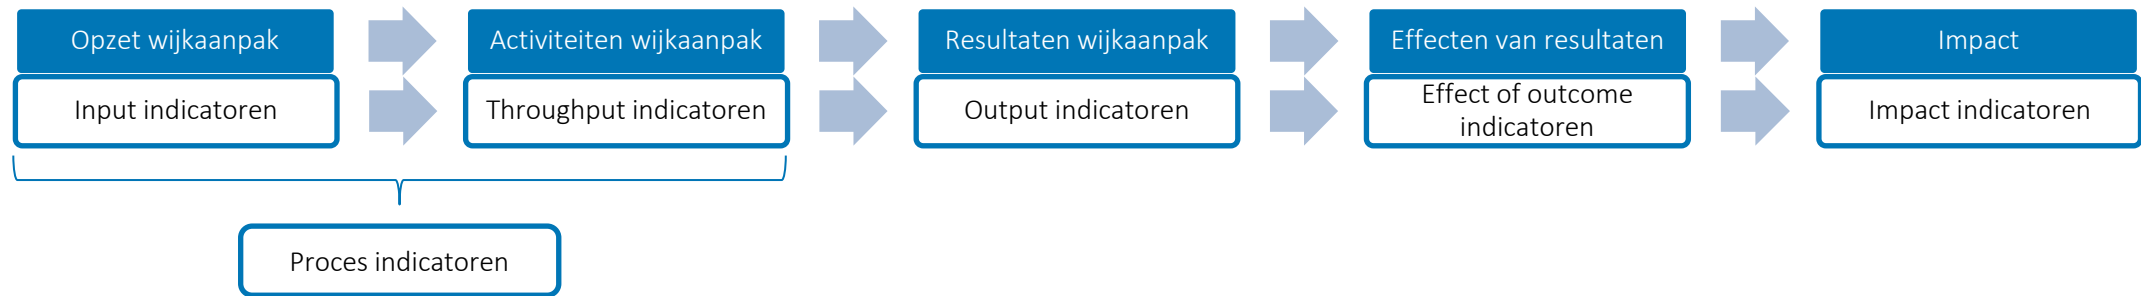 Opzet wijkaanpak
Activiteiten wijkaanpak
Resultaten wijkaanpak
Effecten van resultaten
Impact
Input indicatoren
Throughput indicatoren
Output indicatoren
Effect of outcome
indicatoren
Impact indicatoren
Proces indicatoren